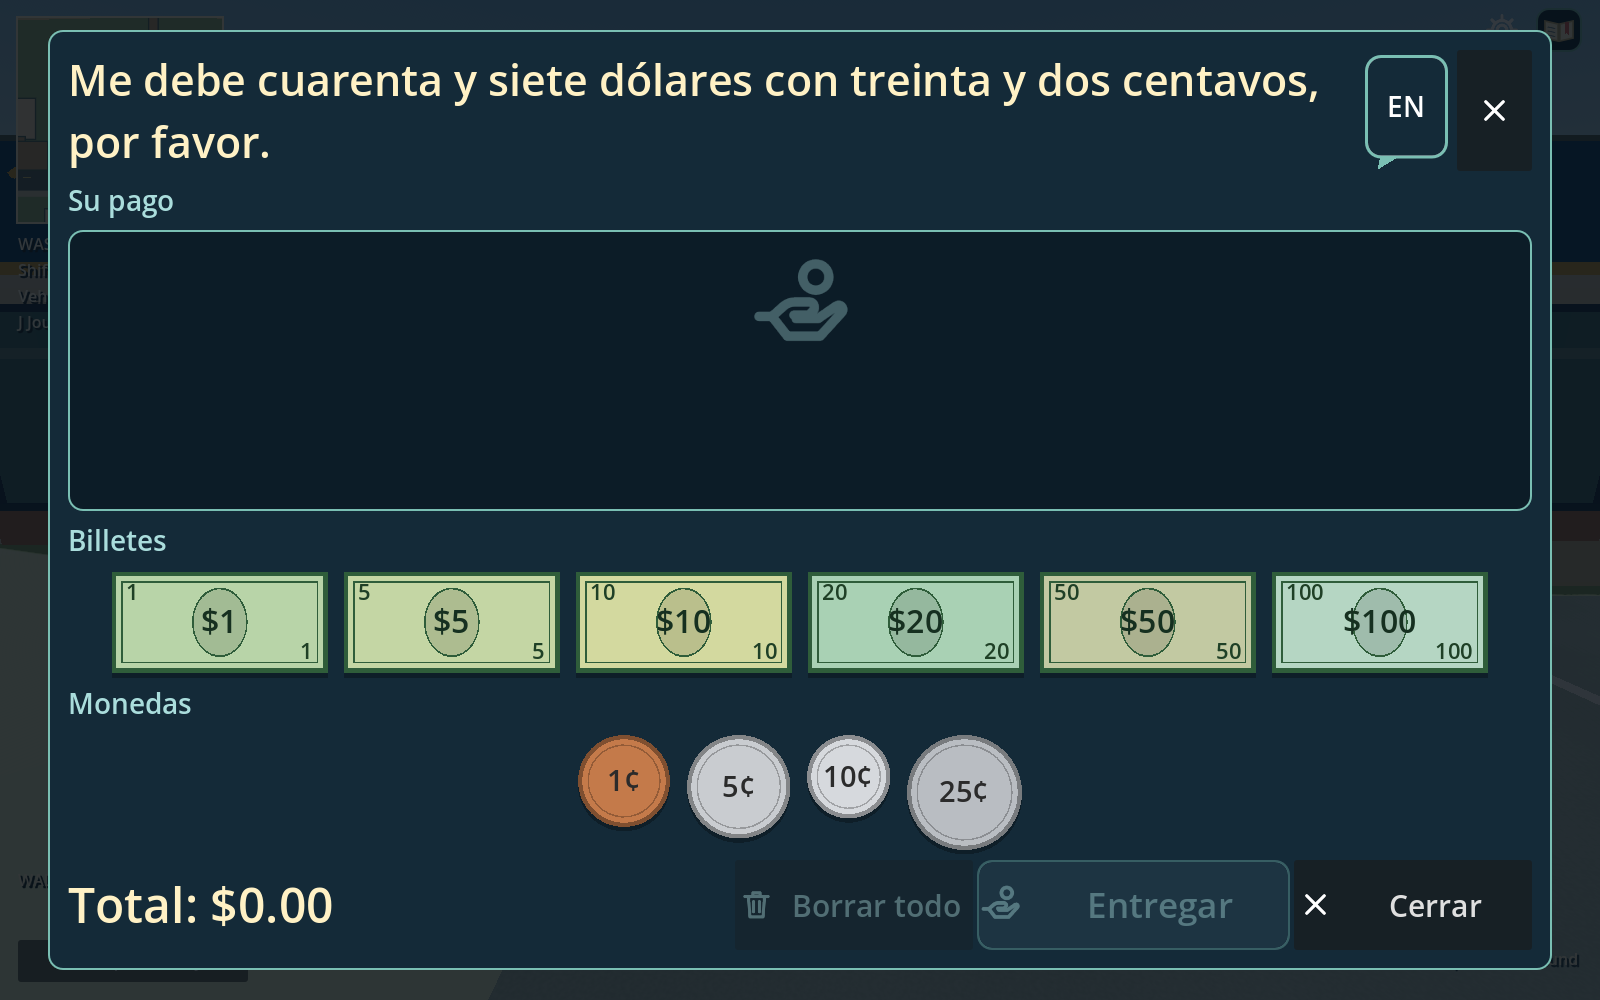 Me debe cuarenta y siete dólares con treinta y dos centavos,
por favor.
EN
Su pago
Billetes
1 $1 1
5 $5 5
10 $10 10
20 $20 20
50 $50 50
100 $100 100
Monedas
1¢ 5¢ 10¢ 25¢
Total: $0.00
Borrar todo
Entregar
Cerrar